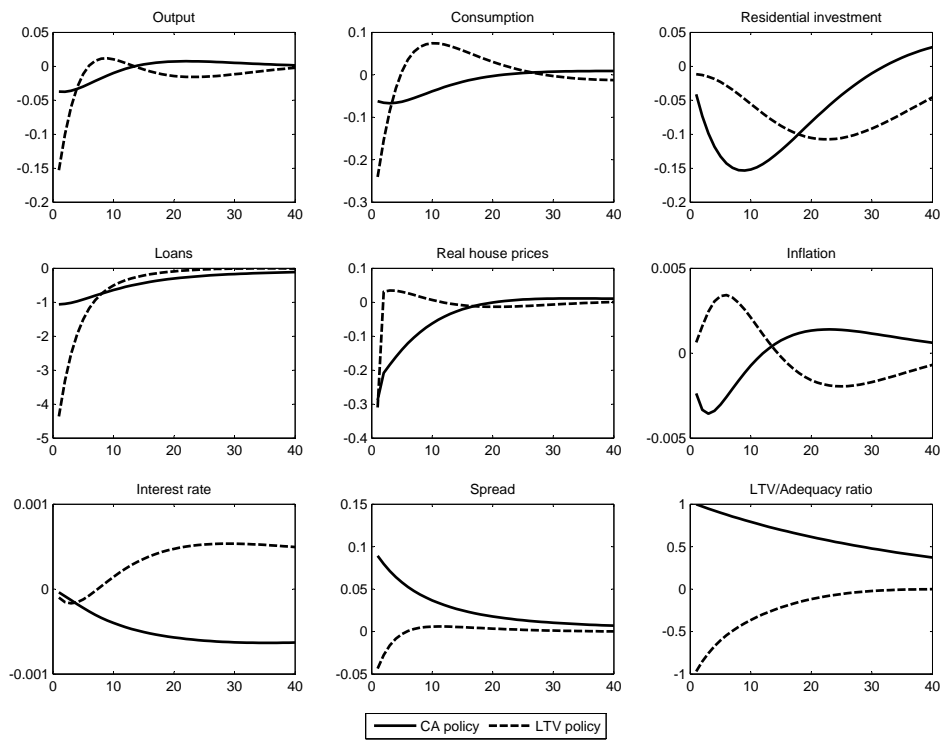 Output
0.05
0
-0.05
-0.1
-0.15
-0.2
0 10 20 30 40
Consumption
0.1
0
-0.1
-0.2
-0.3
0 10 20 30 40
Residential investment
0.05
0
-0.05
-0.1
-0.15
-0.2
0 10 20 30 40
Loans
0
-1
-2
-3
-4
-5
0 10 20 30 40
Real house prices
0.1
0
-0.1
-0.2
-0.3
-0.4
0 10 20 30 40
Inflation
0.005
0
-0.005
0 10 20 30 40
Interest rate
0.001
0
-0.001
0 10 20 30 40
Spread
0.15
0.1
0.05
0
-0.05
0 10 20 30 40
LTV/Adequacy ratio
1
0.5
0
-0.5
-1
0 10 20 30 40
CA policy LTV policy